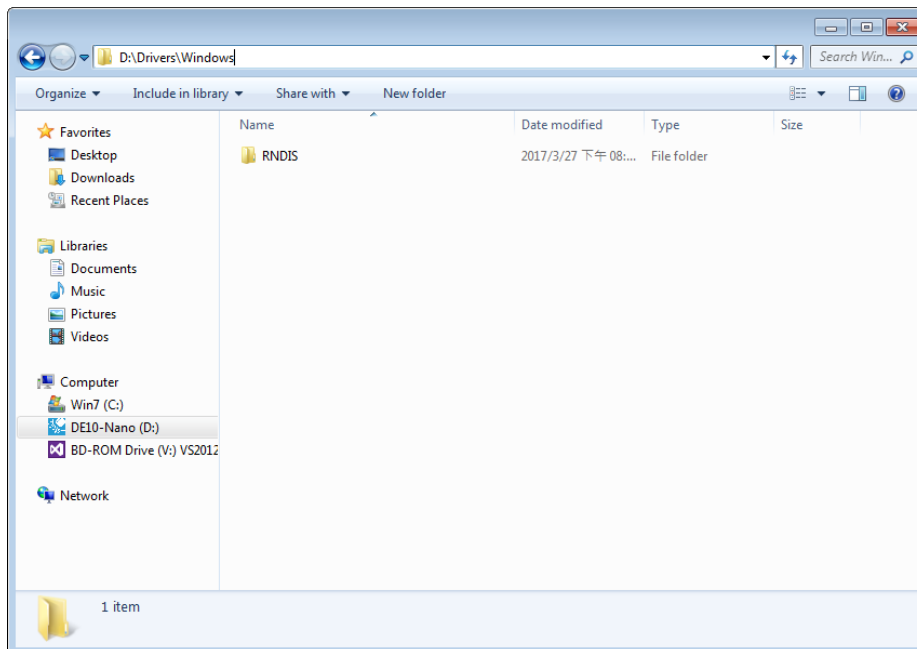 D:\Drivers\Windows
Search Win...
Organize Include in library Share with New folder
Favorites
Desktop
Downloads
Recent Places
Libraries
Documents
Music
Pictures
Videos
Computer
Win7 (C:)
DE10-Nano (D:)
BD-ROM Drive (V:) VS2012
Network
Name Date modified Type Size
RNDIS 2017/3/27 下午 08:... File folder
1 item